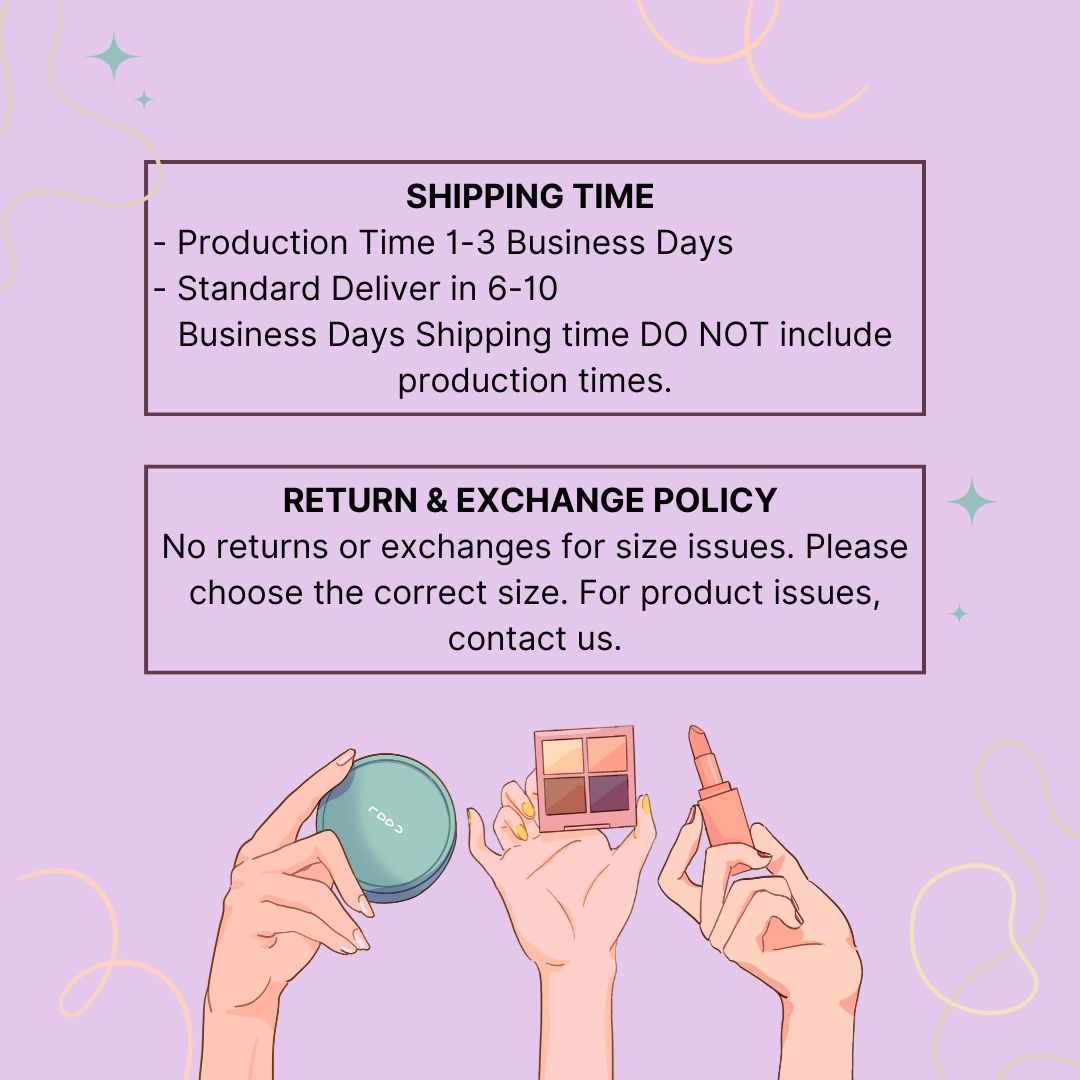 SHIPPING TIME
- Production Time 1-3 Business Days
- Standard Deliver in 6-10
Business Days Shipping time DO NOT include
production times.
RETURN & EXCHANGE POLICY
No returns or exchanges for size issues. Please
choose the correct size. For product issues,
contact us.